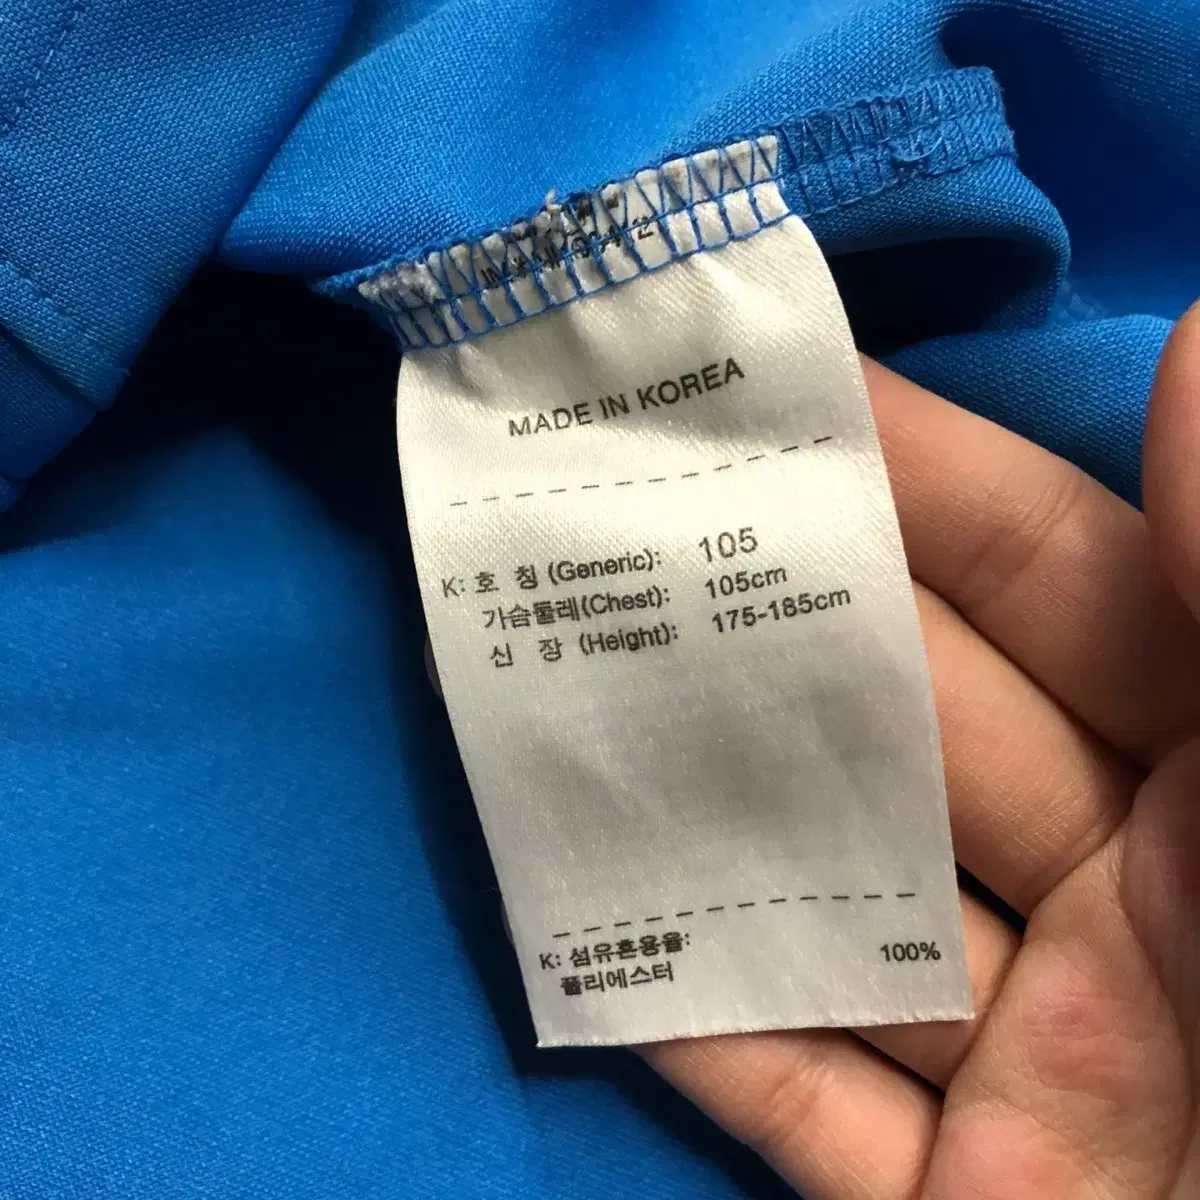 MADE IN KOREA
K: 호 칭 (Generic): 105
가슴둘레(Chest): 105cm
신 장 (Height): 175-185cm
K: 섬유혼용율:
폴리에스터 100%